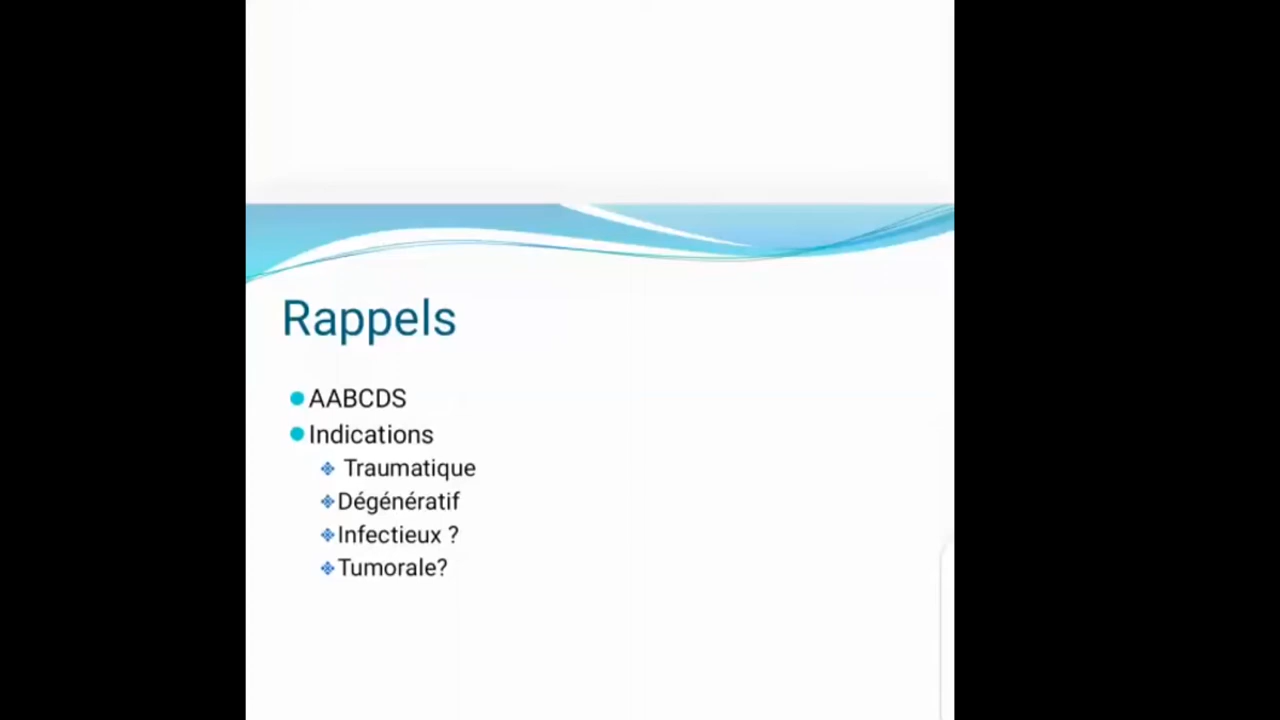 Rappels
AABCDS
Indications
Traumatique
Dégénératif
Infectieux ?
Tumorale?